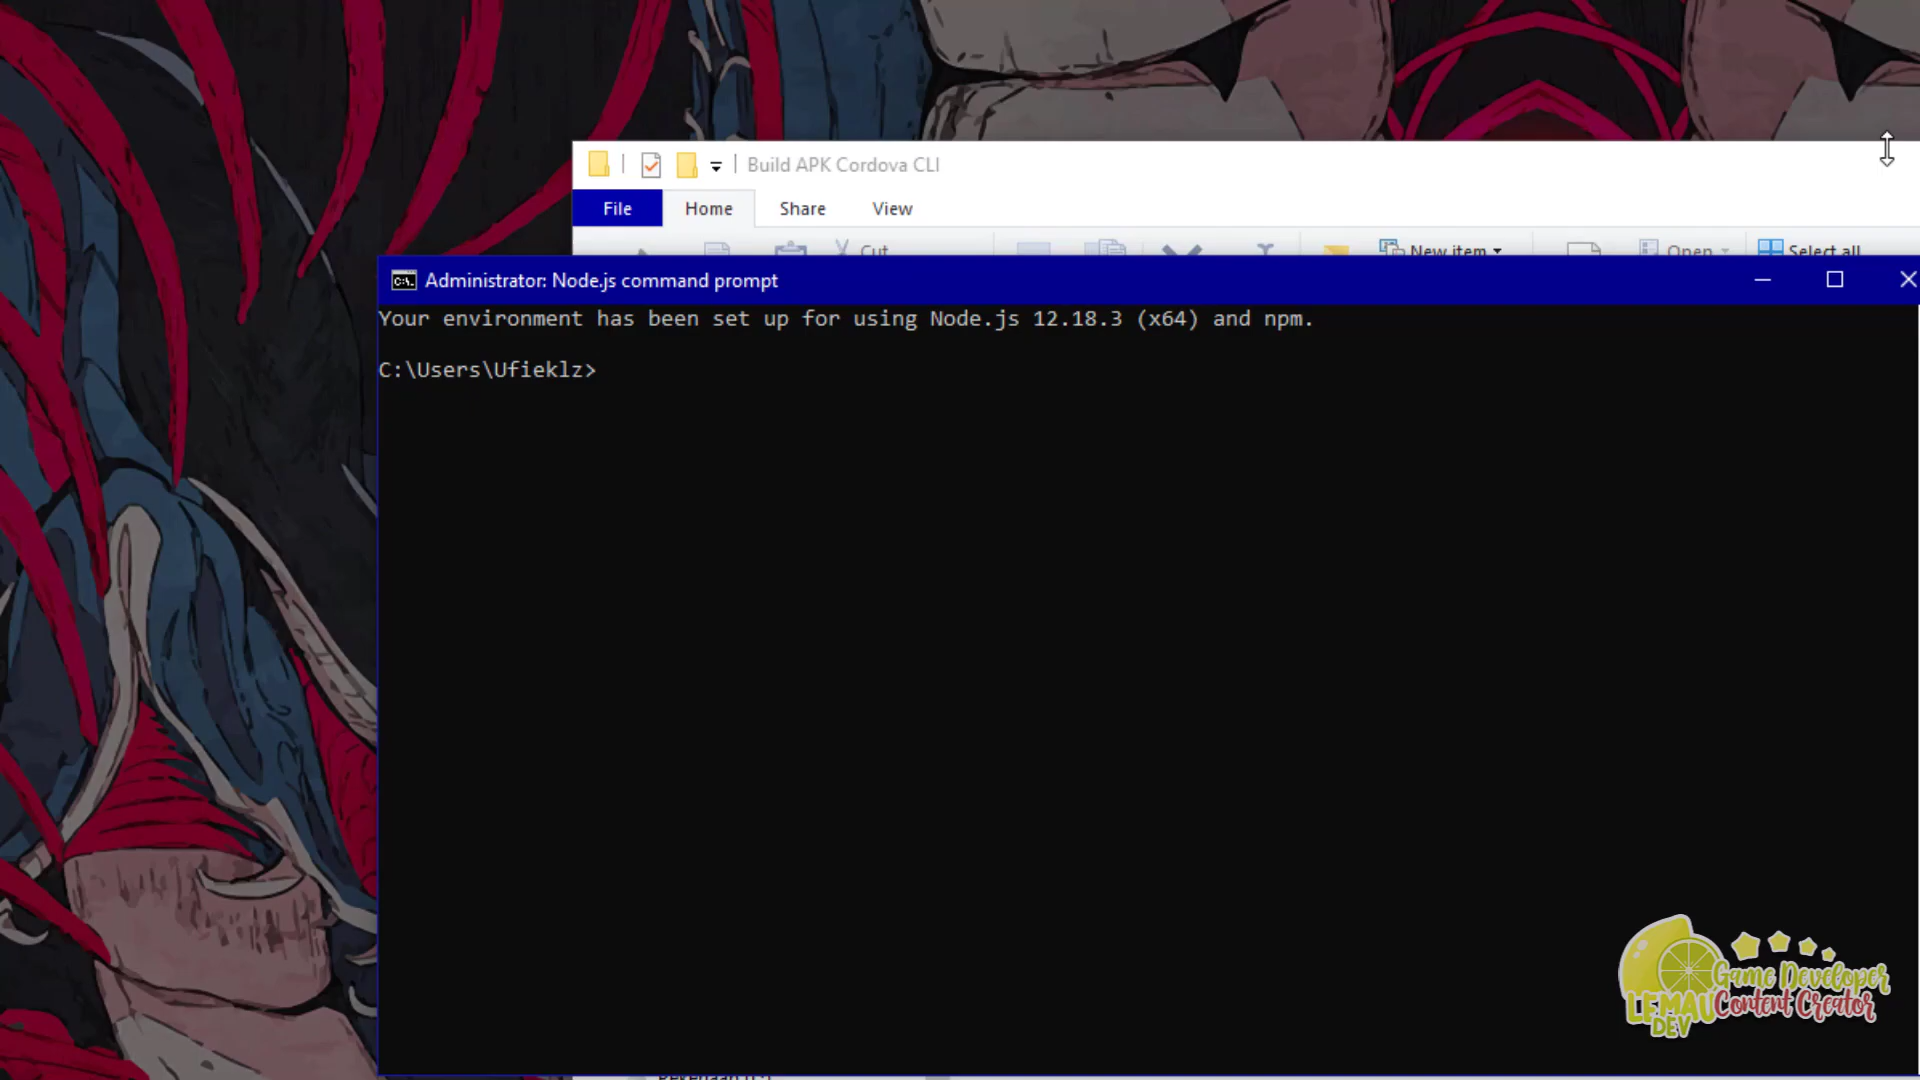 Build APK Cordova CLI
File Home Share View
Cut New item Open Select all
Administrator: Node.js command prompt
Your environment has been set up for using Node.js 12.18.3 (x64) and npm.
C:\Users\Ufieklz>
Game Developer
LEMAU Content Creator
DEV